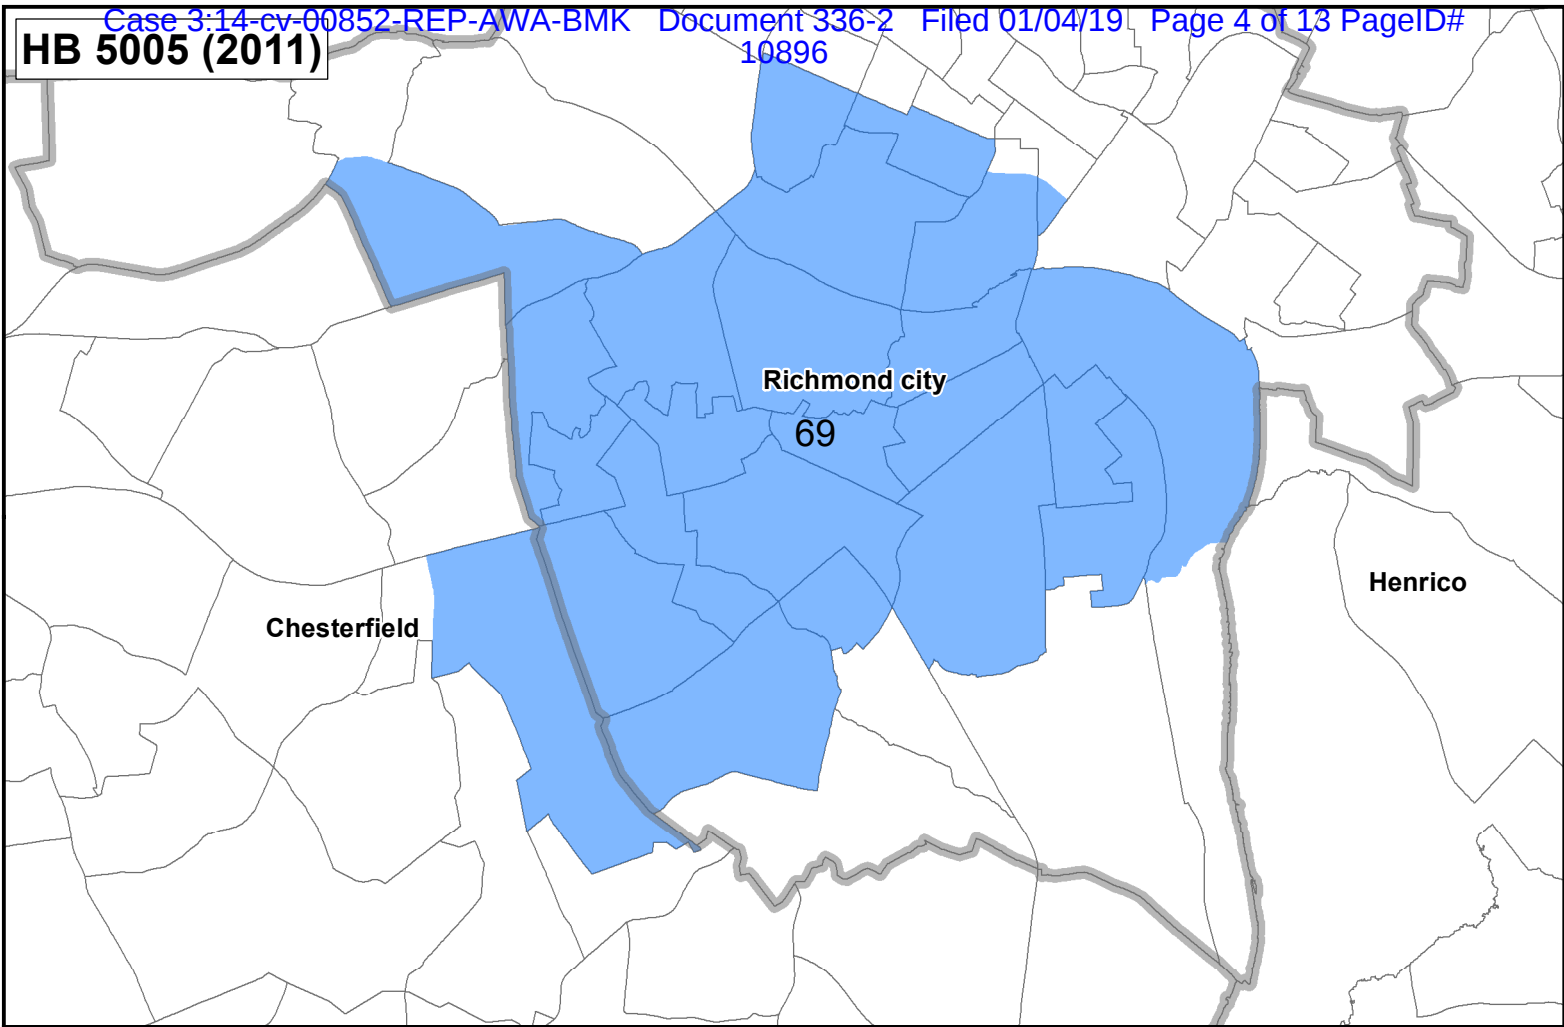 Case 3:14-cv-00852-REP-AWA-BMK Document 336-2 Filed 01/04/19 Page 4 of 13 PageID#
10896
HB 5005 (2011)
Richmond city
69
Henrico
Chesterfield